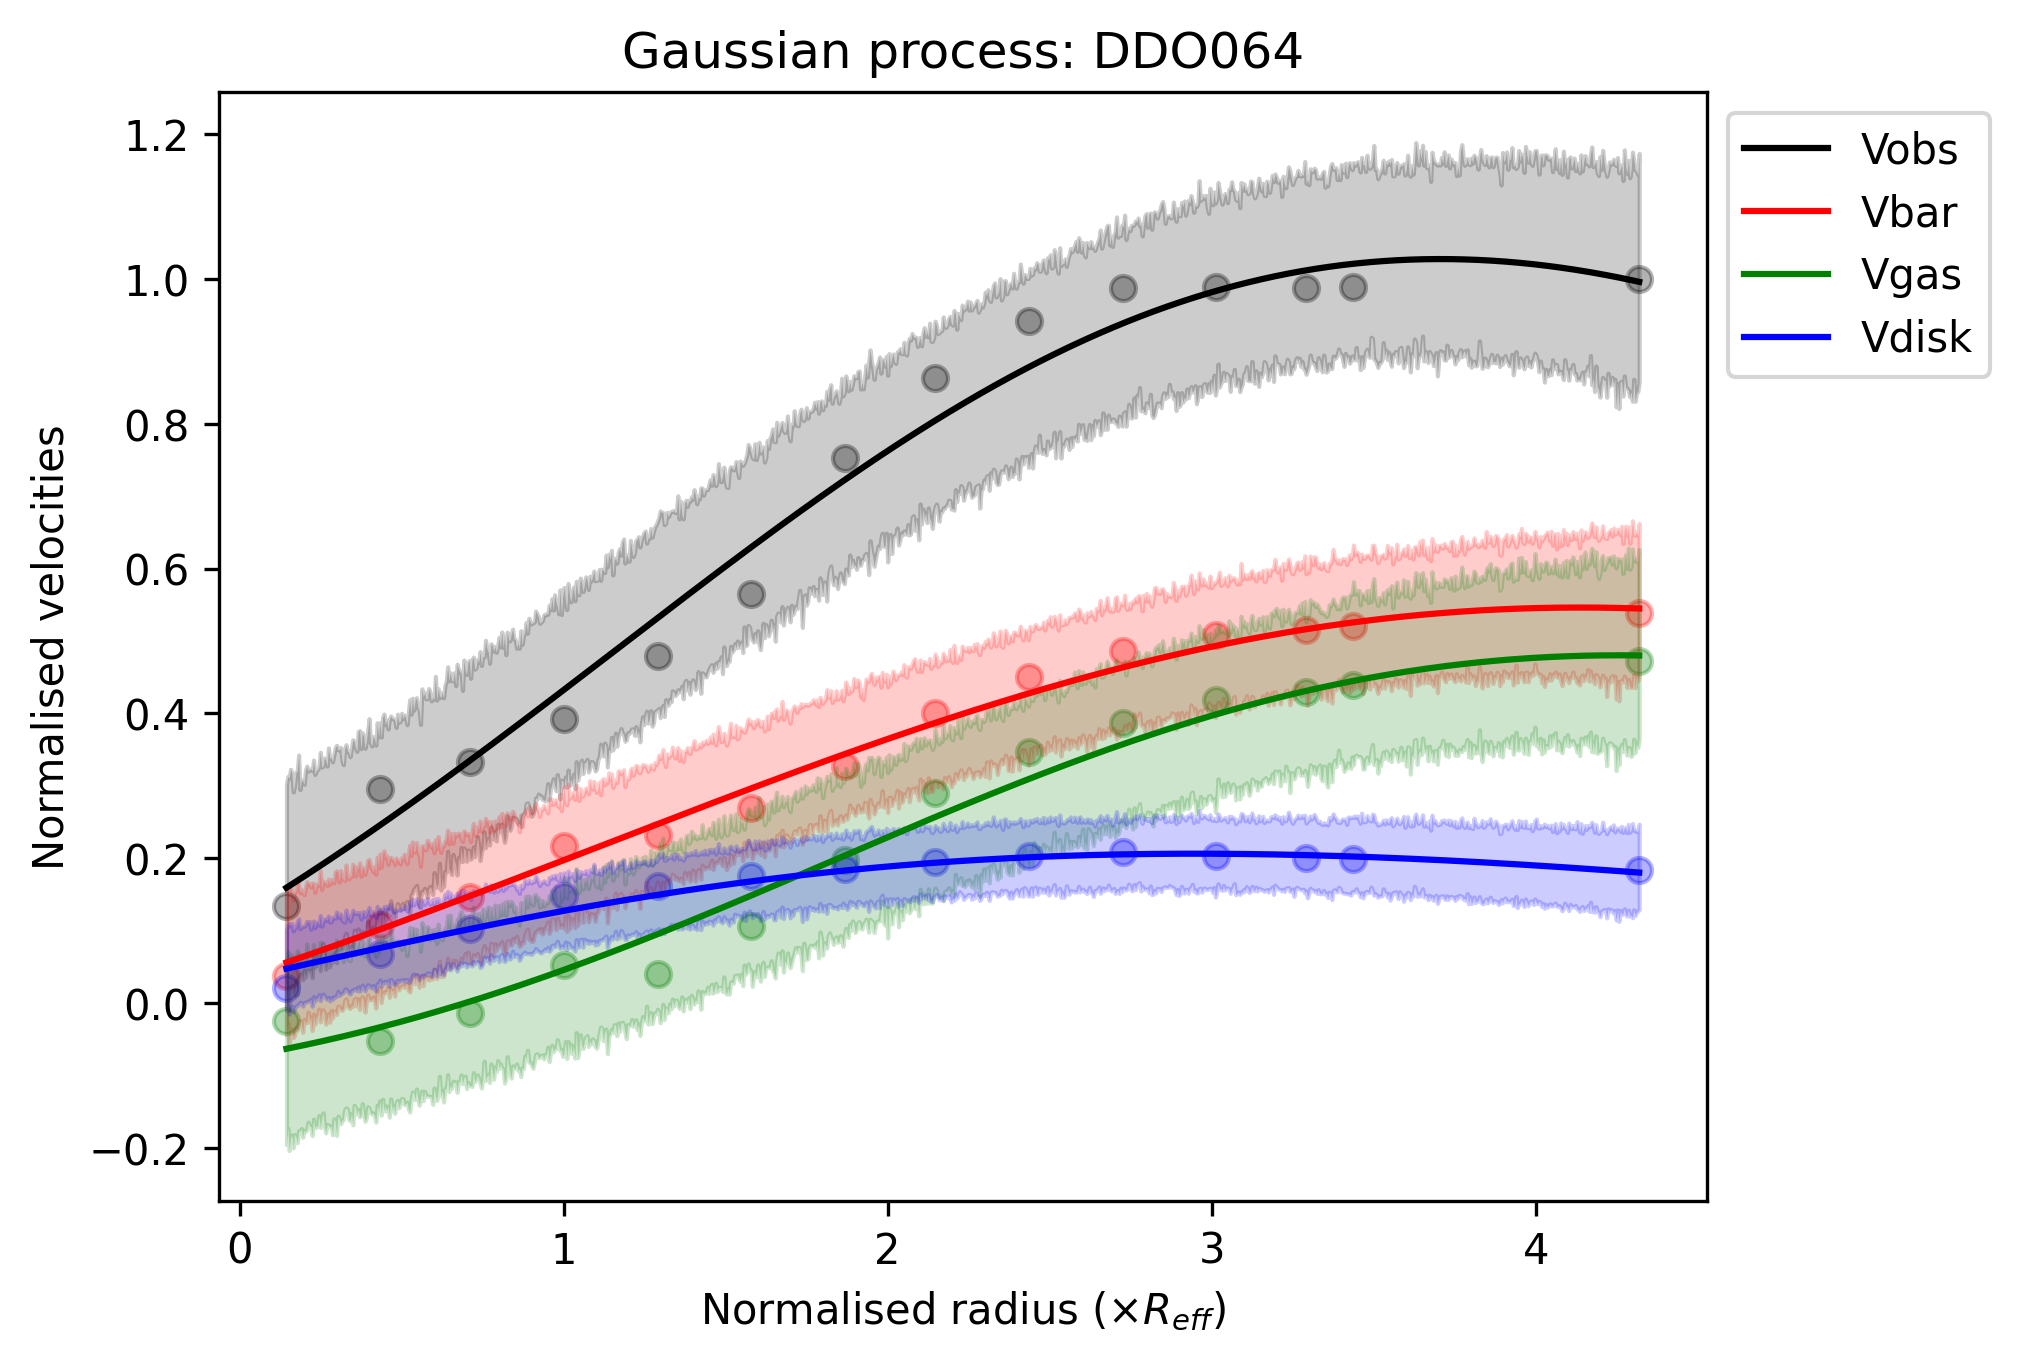 Gaussian process: DDO064
1.2
1.0
0.8
0.6
0.4
0.2
0.0
−0.2
Normalised velocities
0 1 2 3 4
Normalised radius (×R_eff)
Vobs
Vbar
Vgas
Vdisk